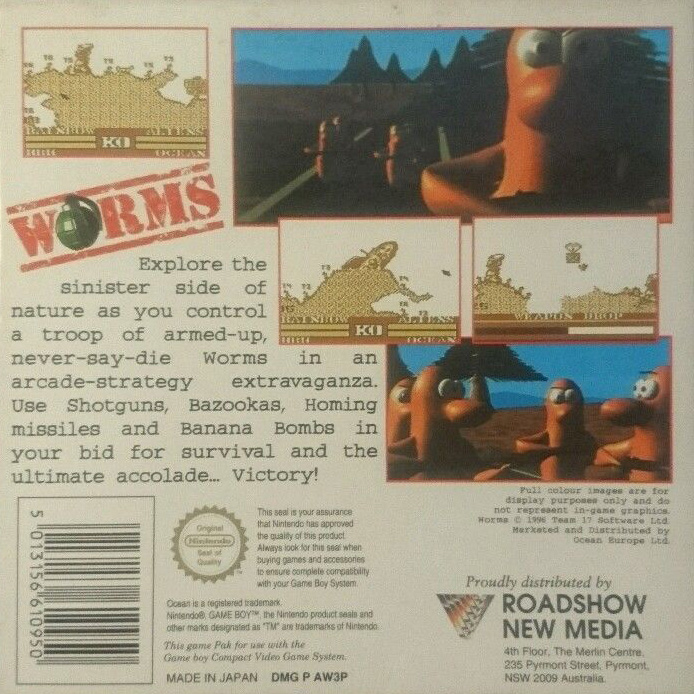 RAINBOW ALIENS
KO
HIHI OCEAN
WORMS
RAINBOW ALIENS
KO
HIHI OCEAN
WEAPON DROP
Explore the
sinister side of
nature as you control
a troop of armed-up,
never-say-die Worms in an
arcade-strategy extravaganza.
Use Shotguns, Bazookas, Homing
missiles and Banana Bombs in
your bid for survival and the
ultimate accolade… Victory!
Full colour images are for
display purposes only and do
not represent in-game graphics.
Worms © 1996 Team 17 Software Ltd.
Marketed and Distributed by
Ocean Europe Ltd.
5 013156 610950
Original
Nintendo
Seal of
Quality
TM
This seal is your assurance
that Nintendo has approved
the quality of this product.
Always look for this seal when
buying games and accessories
to ensure complete compatibility
with your Game Boy System.
Ocean is a registered trademark.
Nintendo®, GAME BOY™, the Nintendo product seals and
other marks designated as "TM" are trademarks of Nintendo.
This game Pak for use with the
Game boy Compact Video Game System.
MADE IN JAPAN DMG P AW3P
Proudly distributed by
ROADSHOW
NEW MEDIA
4th Floor, The Merlin Centre,
235 Pyrmont Street, Pyrmont,
NSW 2009 Australia.